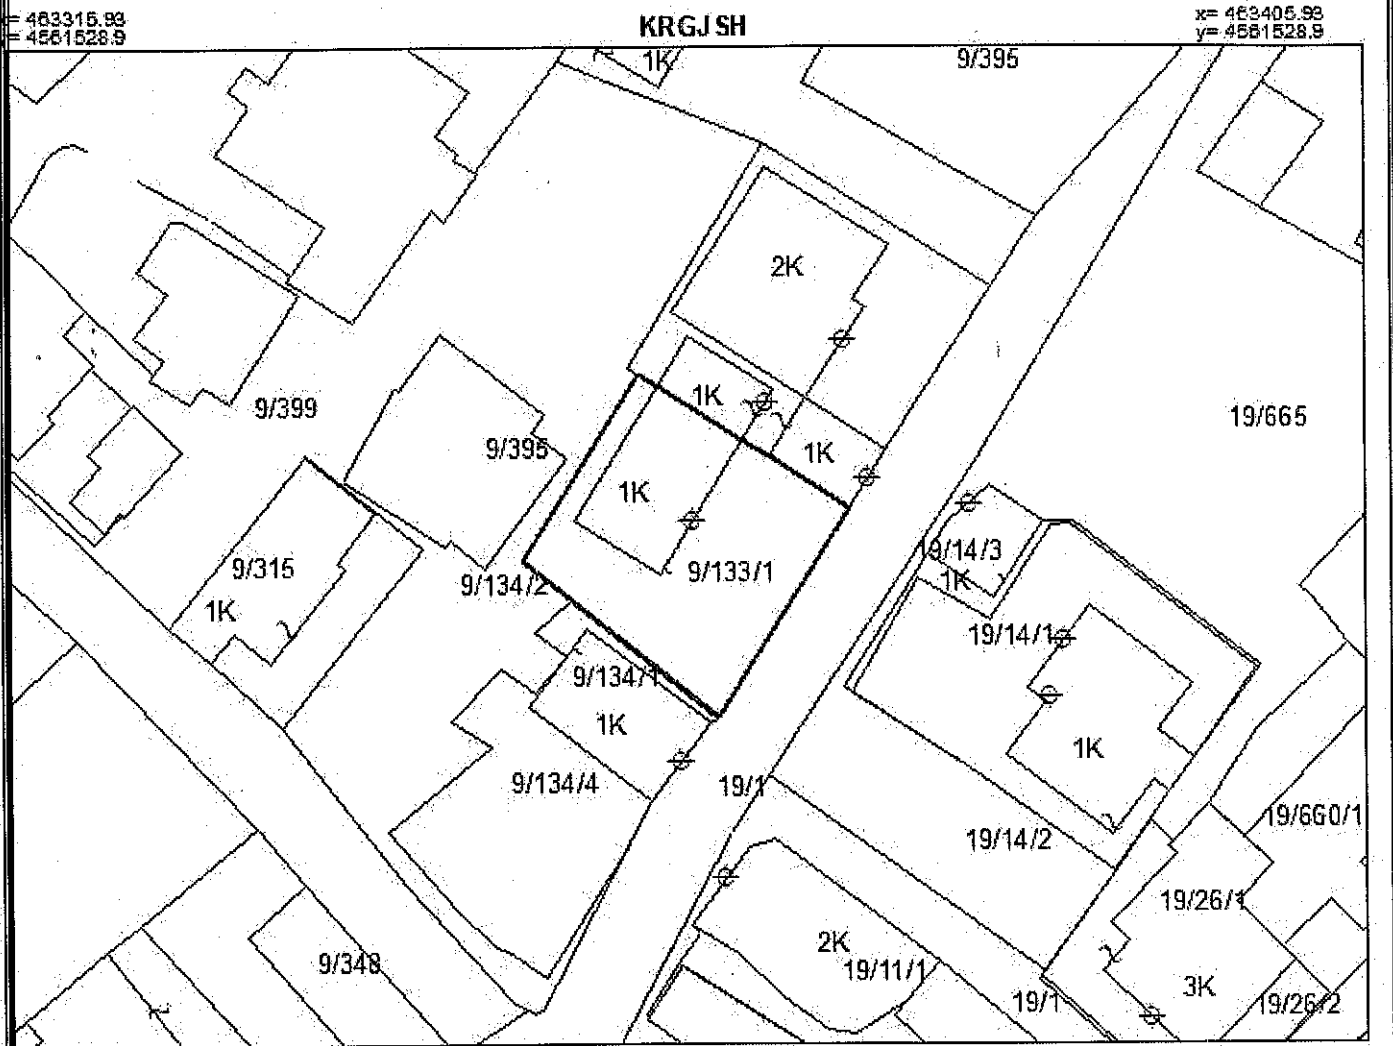 = 463315.93
= 4561528.9
KRGJSH
x= 463405.93
y= 4561528.9
1K
9/395
2K
1K
9/399
19/665
9/395
1K
1K
19/14/3
9/315
9/134/2
9/133/1
1K
1K
19/14/1
9/134/1
1K
1K
9/134/4
19/1
19/660/1
19/14/2
19/26/1
2K
9/348
19/11/1
3K
19/1
19/26/2